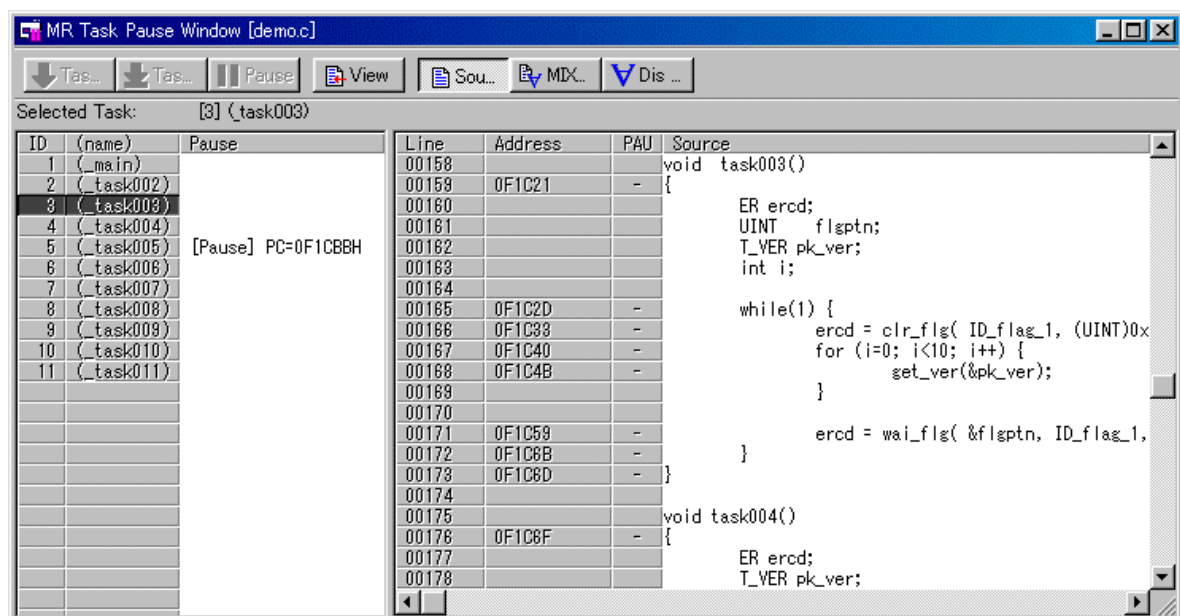 MR Task Pause Window [demo.c]
Tas... Tas... Pause View Sou... MIX... Dis ...
Selected Task: [3] (_task003)
ID (name) Pause
1 (_main)
2 (_task002)
3 (_task003)
4 (_task004)
5 (_task005) [Pause] PC=0F1CBBH
6 (_task006)
7 (_task007)
8 (_task008)
9 (_task009)
10 (_task010)
11 (_task011)
Line Address PAU Source
00158 void task003()
00159 0F1C21 - {
00160 ER ercd;
00161 UINT flgptn;
00162 T_VER pk_ver;
00163 int i;
00164
00165 0F1C2D - while(1) {
00166 0F1C33 - ercd = clr_flg( ID_flag_1, (UINT)0x
00167 0F1C40 - for (i=0; i<10; i++) {
00168 0F1C4B - get_ver(&pk_ver);
00169 }
00170
00171 0F1C59 - ercd = wai_flg( &flgptn, ID_flag_1,
00172 0F1C6B - }
00173 0F1C6D - }
00174
00175 void task004()
00176 0F1C6F - {
00177 ER ercd;
00178 T_VER pk_ver;